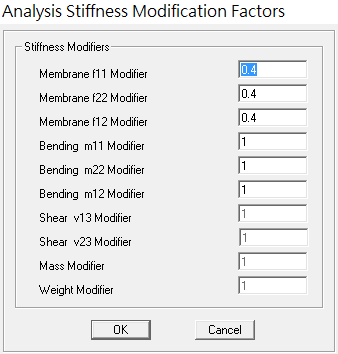 Analysis Stiffness Modification Factors
Stiffness Modifiers
Membrane f11 Modifier 0.4
Membrane f22 Modifier 0.4
Membrane f12 Modifier 0.4
Bending m11 Modifier 1
Bending m22 Modifier 1
Bending m12 Modifier 1
Shear v13 Modifier 1
Shear v23 Modifier 1
Mass Modifier 1
Weight Modifier 1
OK Cancel